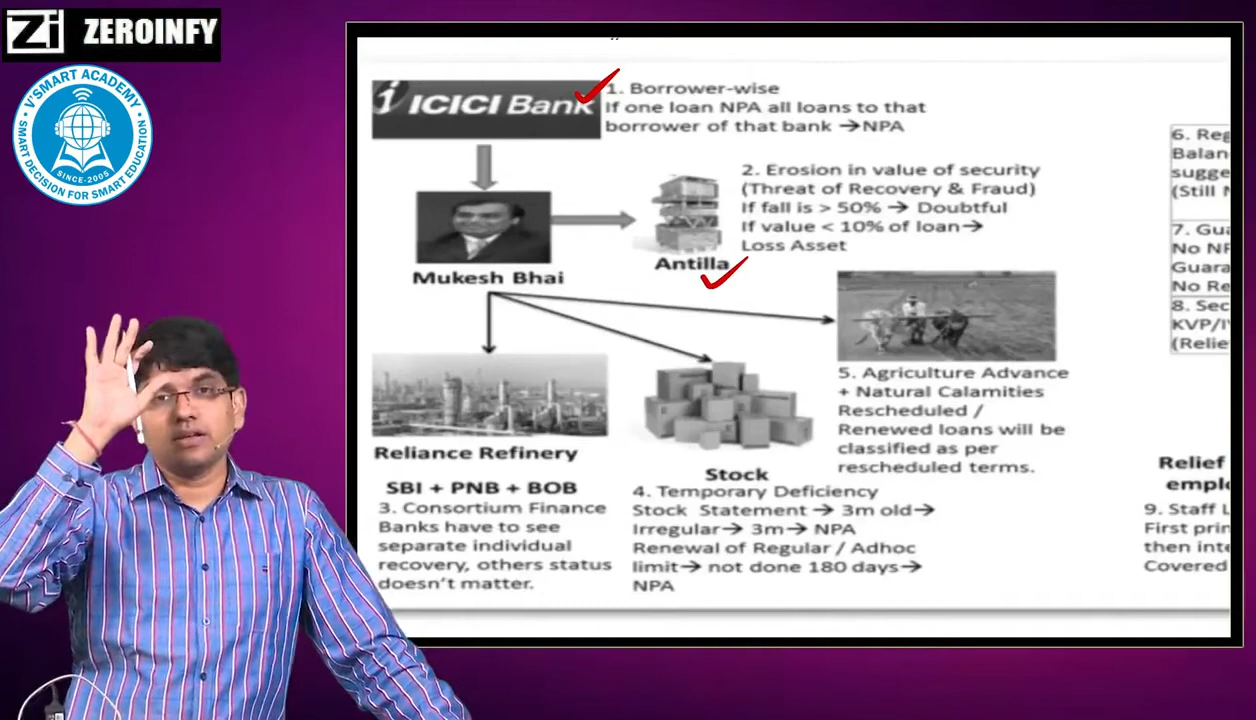 Zi ZEROINFY
V'SMART ACADEMY
SINCE-2005
SMART DECISION FOR SMART EDUCATION
ICICI Bank
1. Borrower-wise
If one loan NPA all loans to that
borrower of that bank →NPA
2. Erosion in value of security
(Threat of Recovery & Fraud)
If fall is > 50% → Doubtful
If value < 10% of loan→
Loss Asset
Antilla
Mukesh Bhai
Reliance Refinery
SBI + PNB + BOB
3. Consortium Finance
Banks have to see
separate individual
recovery, others status
doesn't matter.
Stock
4. Temporary Deficiency
Stock Statement → 3m old→
Irregular→ 3m→ NPA
Renewal of Regular / Adhoc
limit→ not done 180 days→
NPA
5. Agriculture Advance
+ Natural Calamities
Rescheduled /
Renewed loans will be
classified as per
rescheduled terms.
6. Reg
Balan
sugge
(Still
7. Gua
No NP
Guara
No Re
8. Sec
KVP/I
(Relie
Relief
emplo
9. Staff L
First prin
then inte
Covered